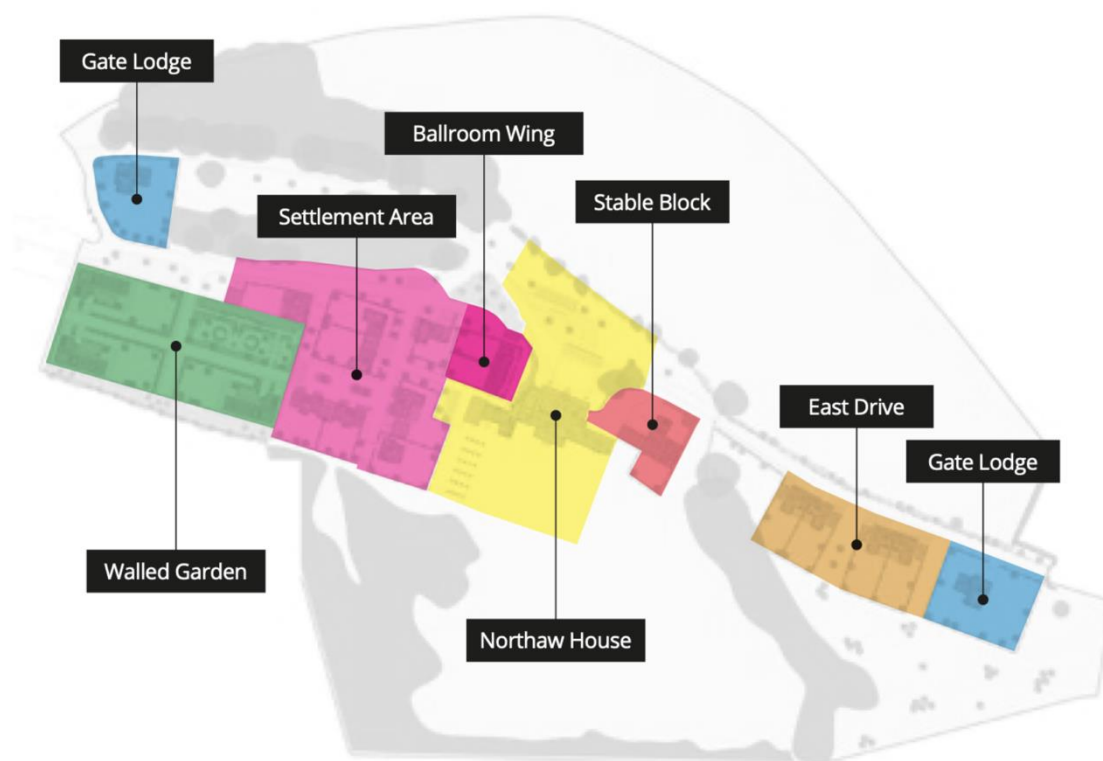 Gate Lodge
Ballroom Wing
Stable Block
Settlement Area
East Drive
Gate Lodge
Walled Garden
Northaw House